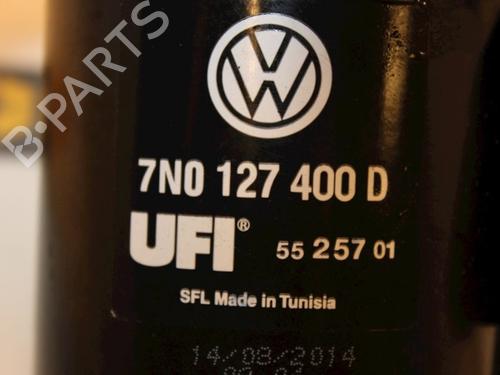 B-PARTS
7N0 127 400 D
UFI® 55 257 01
SFL Made in Tunisia
14/08/2014